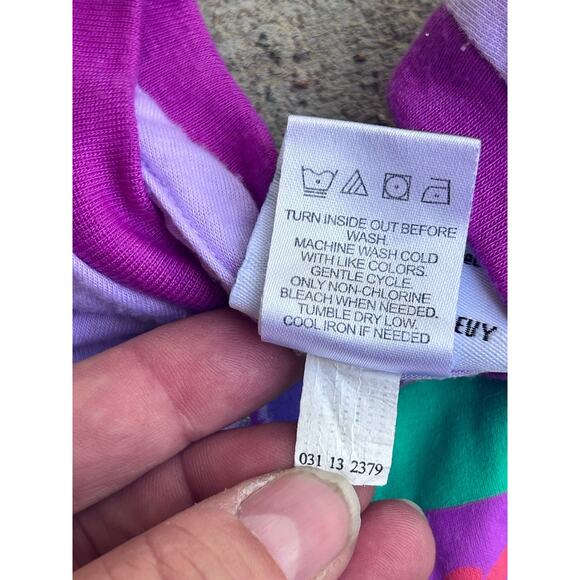 TURN INSIDE OUT BEFORE
WASH.
MACHINE WASH COLD
WITH LIKE COLORS.
GENTLE CYCLE.
ONLY NON-CHLORINE
BLEACH WHEN NEEDED.
TUMBLE DRY LOW.
COOL IRON IF NEEDED
EVY
031 13 2379